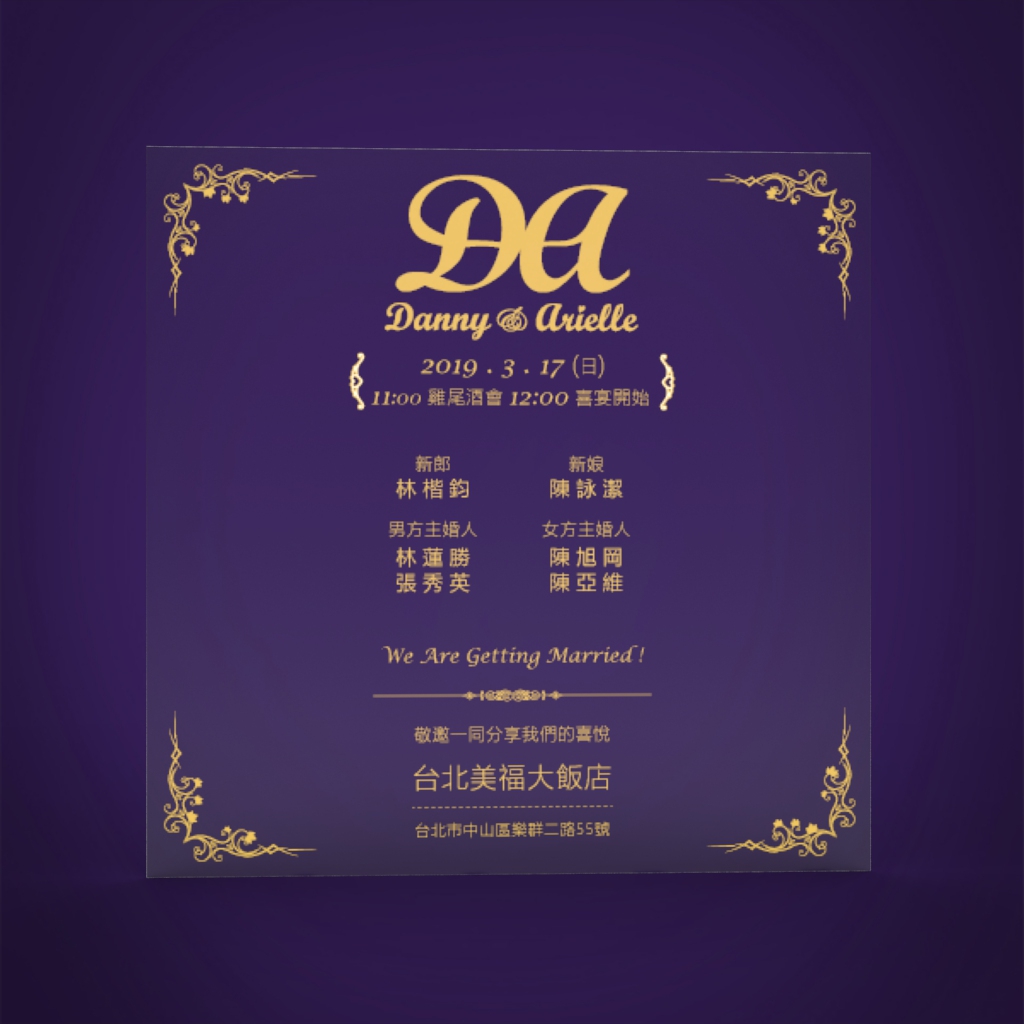 DA
Danny & Arielle
2019 . 3 . 17 (日)
11:00 雞尾酒會 12:00 喜宴開始
新郎 新娘
林楷鈞 陳詠潔
男方主婚人 女方主婚人
林蓮勝 陳旭岡
張秀英 陳亞維
We Are Getting Married !
敬邀一同分享我們的喜悅
台北美福大飯店
台北市中山區樂群二路55號